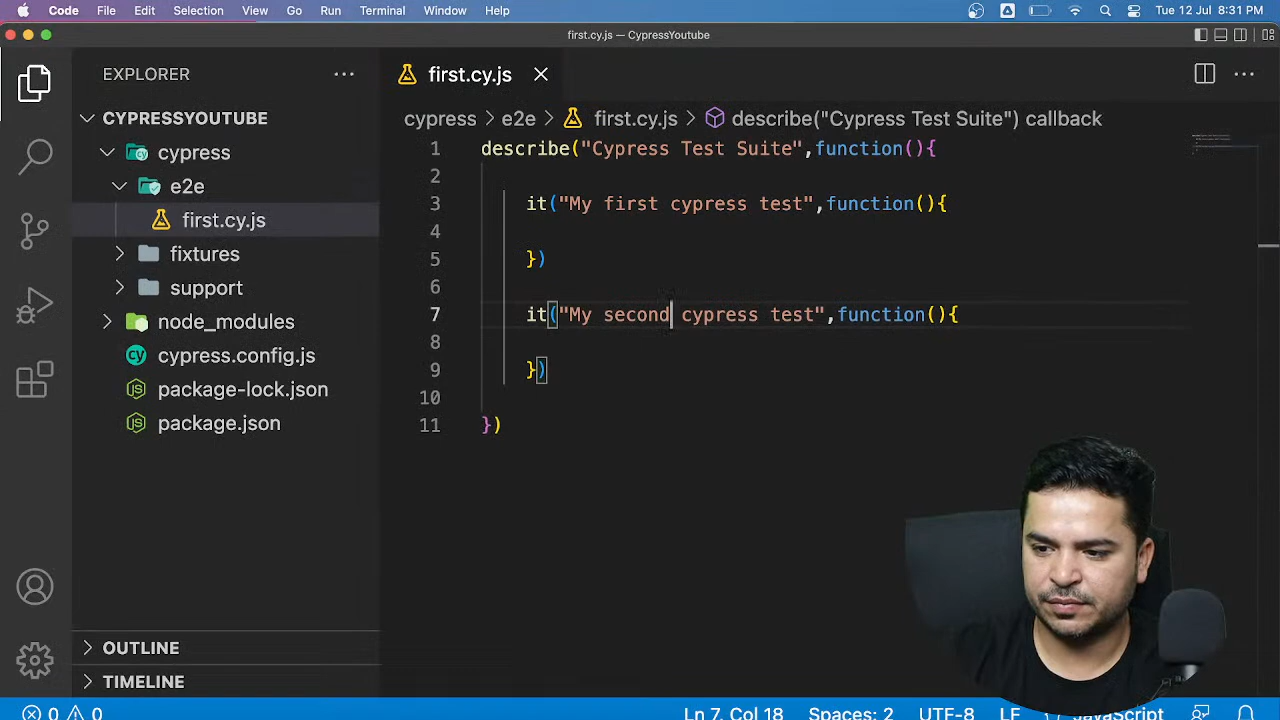 Code File Edit Selection View Go Run Terminal Window Help Tue 12 Jul 8:31 PM
first.cy.js — CypressYoutube
EXPLORER
first.cy.js
CYPRESSYOUTUBE
cypress
e2e
first.cy.js
fixtures
support
node_modules
cypress.config.js
package-lock.json
package.json
OUTLINE
TIMELINE
cypress > e2e > first.cy.js > describe("Cypress Test Suite") callback
1 describe("Cypress Test Suite",function(){
2
3 it("My first cypress test",function(){
4
5 })
6
7 it("My second cypress test",function(){
8
9 })
10
11 })
0 0 Ln 7, Col 18 Spaces: 2 UTF-8 LF JavaScript